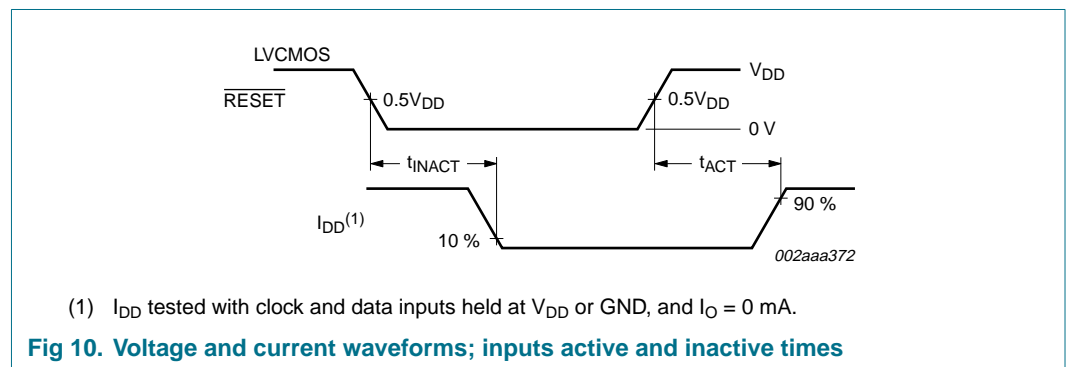 LVCMOS
VDD
RESET
0.5VDD
0.5VDD
0 V
tINACT
tACT
IDD(1)
90 %
10 %
002aaa372
(1) IDD tested with clock and data inputs held at VDD or GND, and IO = 0 mA.
Fig 10. Voltage and current waveforms; inputs active and inactive times